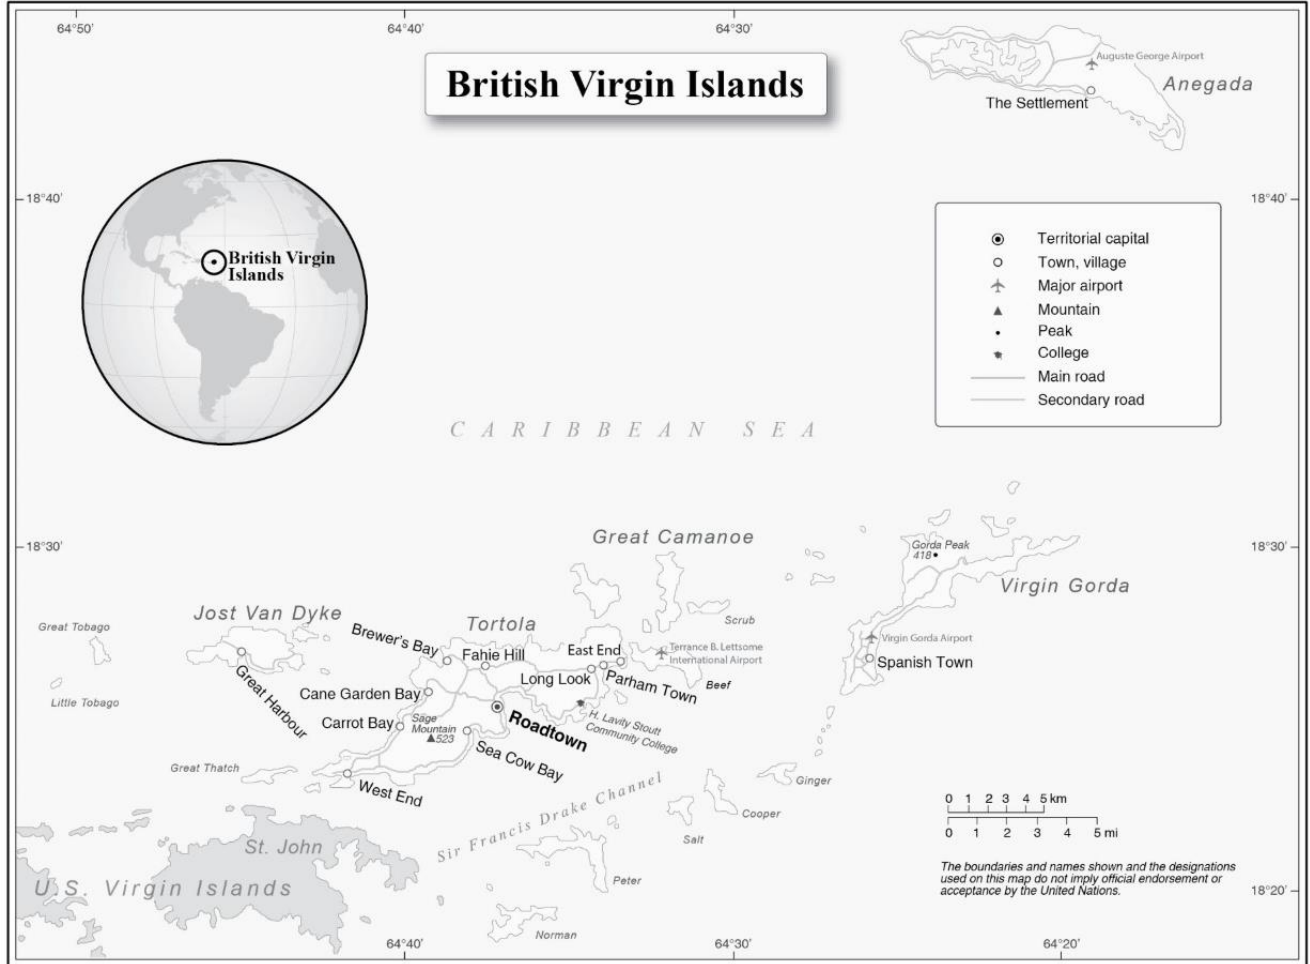 64°50'
64°40'
64°30'
British Virgin Islands
Auguste George Airport
Anegada
The Settlement
18°40'
18°40'
British Virgin
Islands
Territorial capital
Town, village
Major airport
Mountain
Peak
College
Main road
Secondary road
CARIBBEAN SEA
18°30'
18°30'
Great Camanoe
Gorda Peak
418
Virgin Gorda
Jost Van Dyke
Tortola
Scrub
Great Tobago
Brewer's Bay
Fahie Hill
East End
Terrance B. Lettsome
International Airport
Virgin Gorda Airport
Spanish Town
Long Look
Parham Town
Beef
Little Tobago
Great Harbour
Cane Garden Bay
Carrot Bay
Sage
Mountain
523
Roadtown
H. Lavity Stoutt
Community College
Sea Cow Bay
Great Thatch
West End
Ginger
Cooper
Salt
Sir Francis Drake Channel
0 1 2 3 4 5 km
0 1 2 3 4 5 mi
St. John
U.S. Virgin Islands
Peter
Norman
The boundaries and names shown and the designations
used on this map do not imply official endorsement or
acceptance by the United Nations.
18°20'
64°40'
64°30'
64°20'